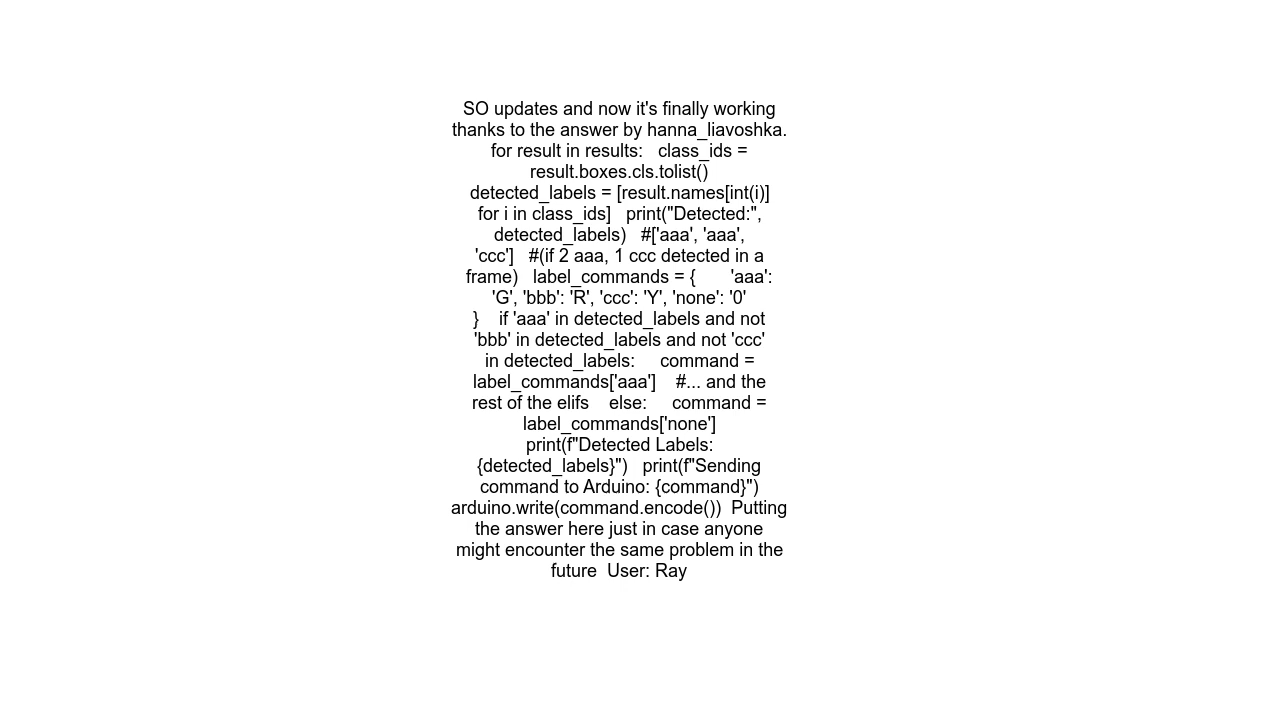 SO updates and now it's finally working
thanks to the answer by hanna_liavoshka.
for result in results:   class_ids =
result.boxes.cls.tolist()
detected_labels = [result.names[int(i)]
for i in class_ids]   print("Detected:",
detected_labels)   #['aaa', 'aaa',
'ccc']   #(if 2 aaa, 1 ccc detected in a
frame)   label_commands = {       'aaa':
'G', 'bbb': 'R', 'ccc': 'Y', 'none': '0'
}    if 'aaa' in detected_labels and not
'bbb' in detected_labels and not 'ccc'
in detected_labels:     command =
label_commands['aaa']    #... and the
rest of the elifs    else:     command =
label_commands['none']
print(f"Detected Labels:
{detected_labels}")   print(f"Sending
command to Arduino: {command}")
arduino.write(command.encode())  Putting
the answer here just in case anyone
might encounter the same problem in the
future  User: Ray